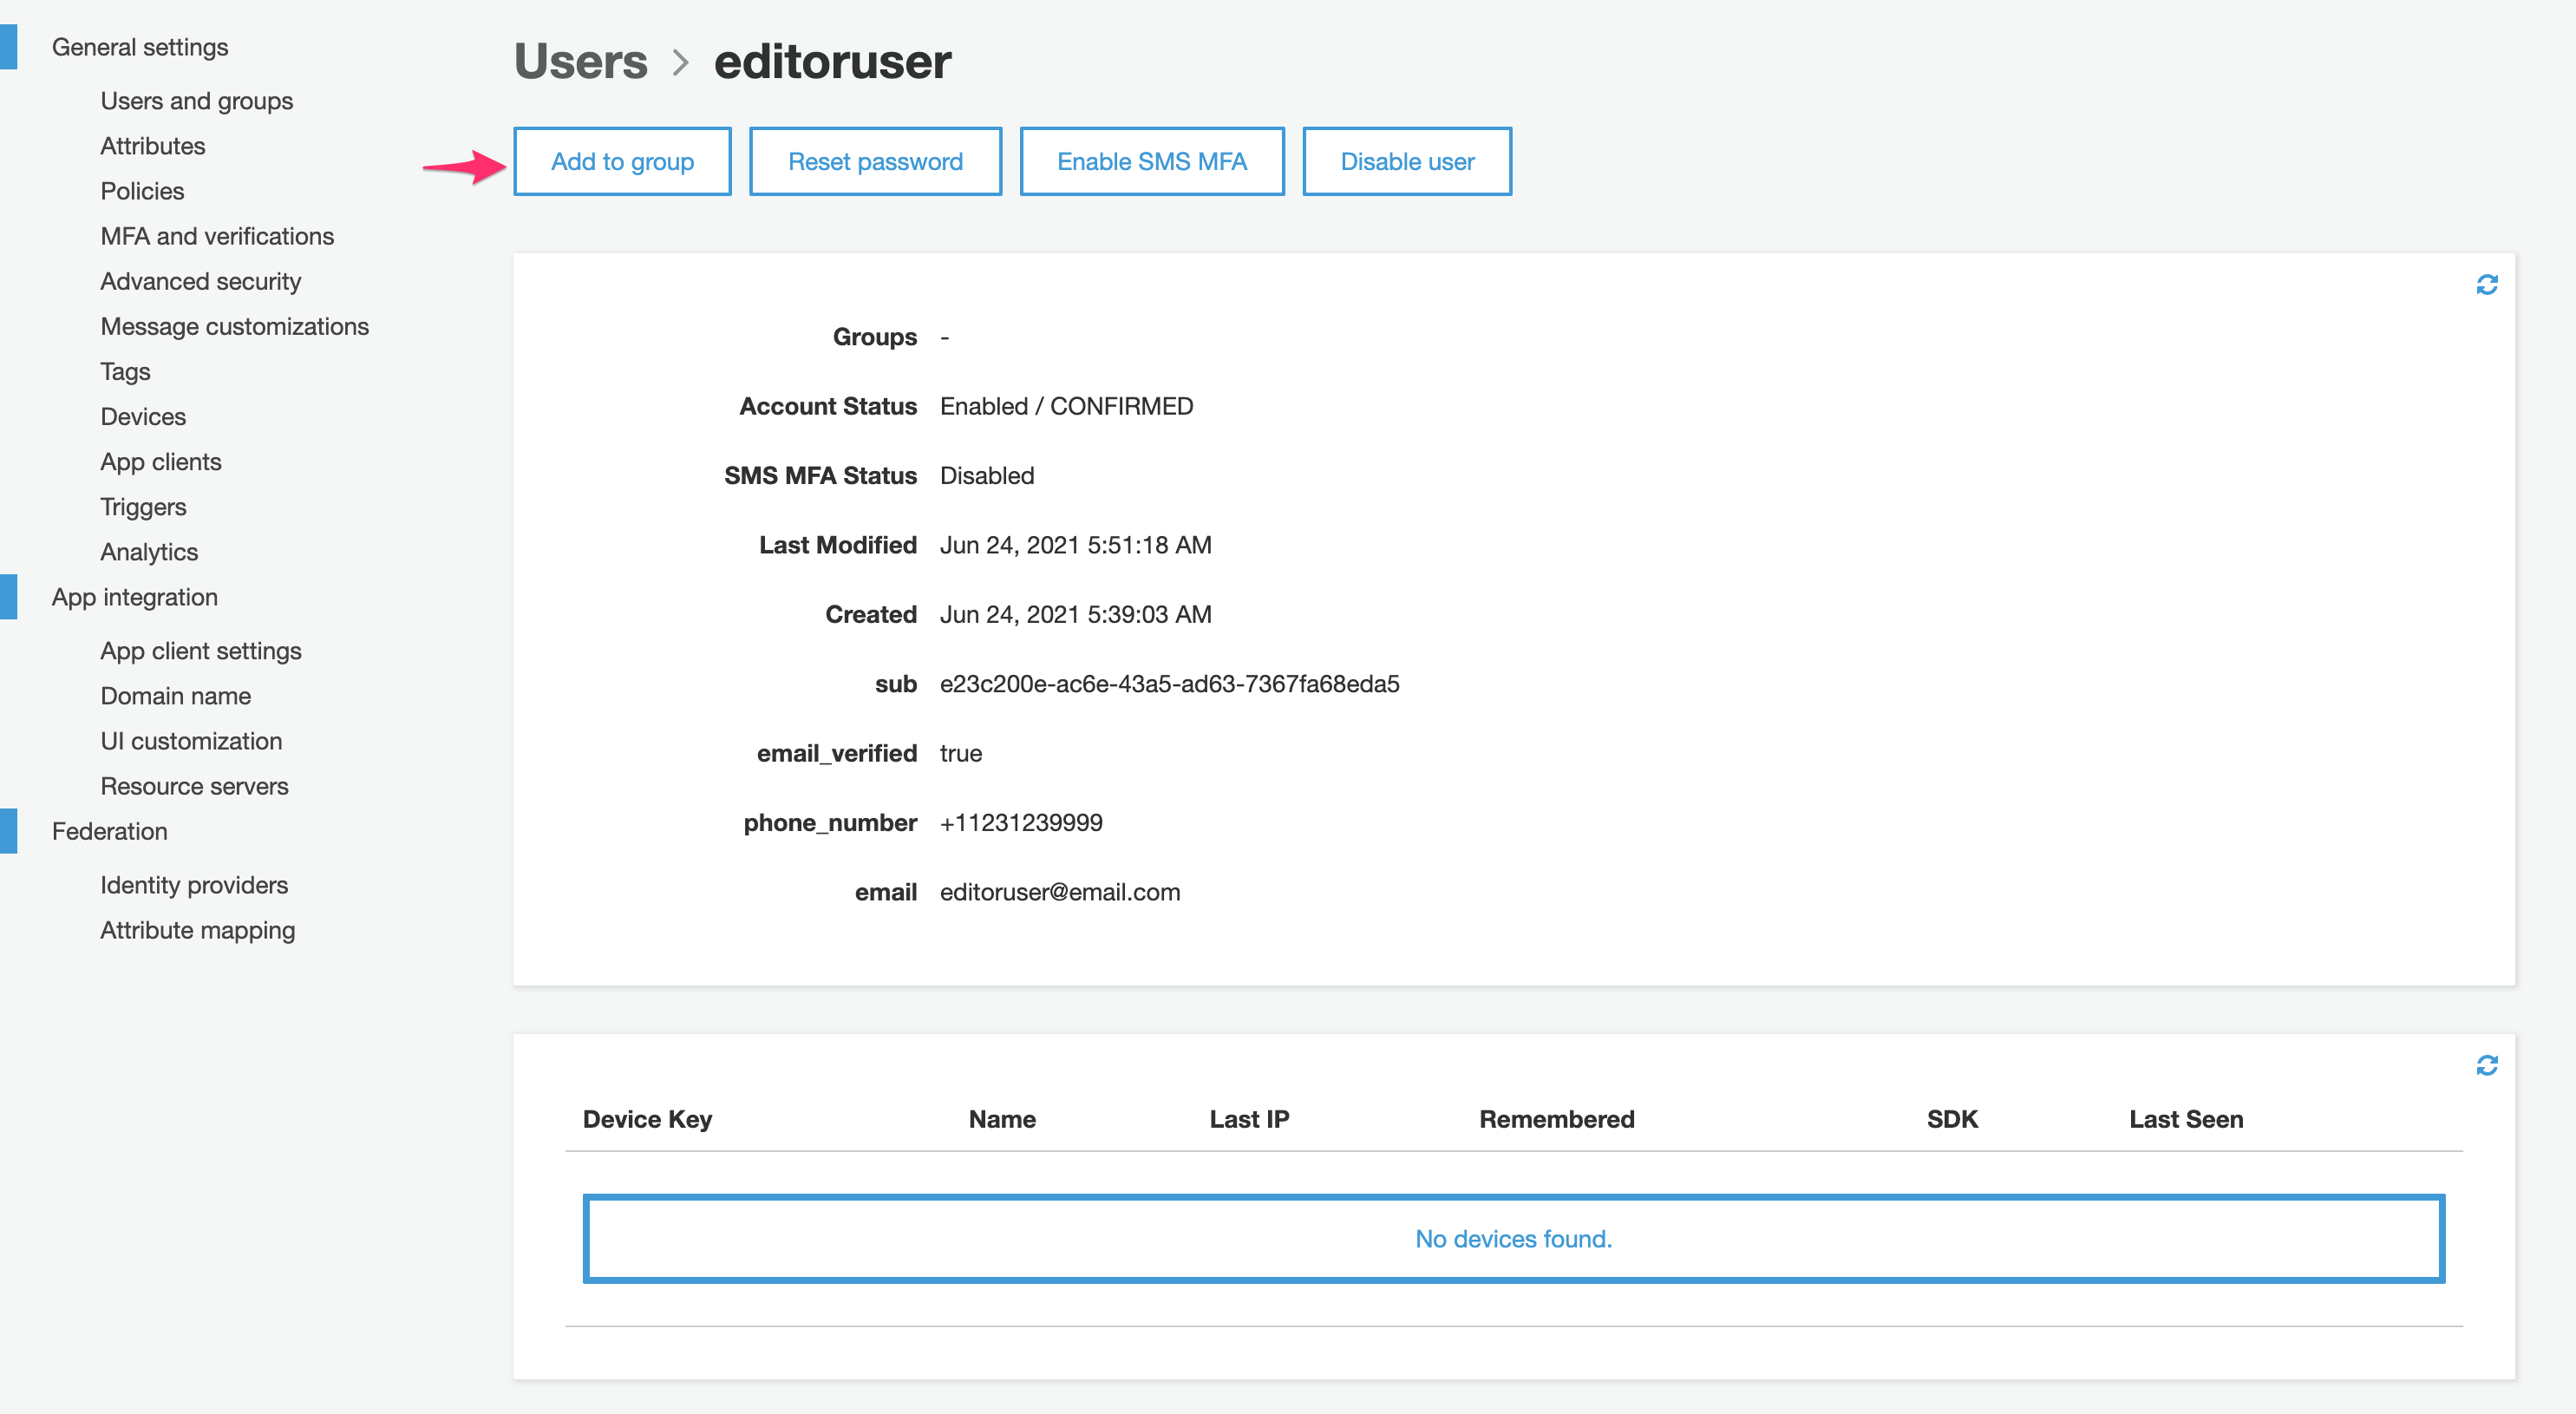 General settings
Users and groups
Attributes
Policies
MFA and verifications
Advanced security
Message customizations
Tags
Devices
App clients
Triggers
Analytics
App integration
App client settings
Domain name
UI customization
Resource servers
Federation
Identity providers
Attribute mapping
Users > editoruser
Add to group Reset password Enable SMS MFA Disable user
Groups -
Account Status Enabled / CONFIRMED
SMS MFA Status Disabled
Last Modified Jun 24, 2021 5:51:18 AM
Created Jun 24, 2021 5:39:03 AM
sub e23c200e-ac6e-43a5-ad63-7367fa68eda5
email_verified true
phone_number +11231239999
email editoruser@email.com
Device Key Name Last IP Remembered SDK Last Seen
No devices found.